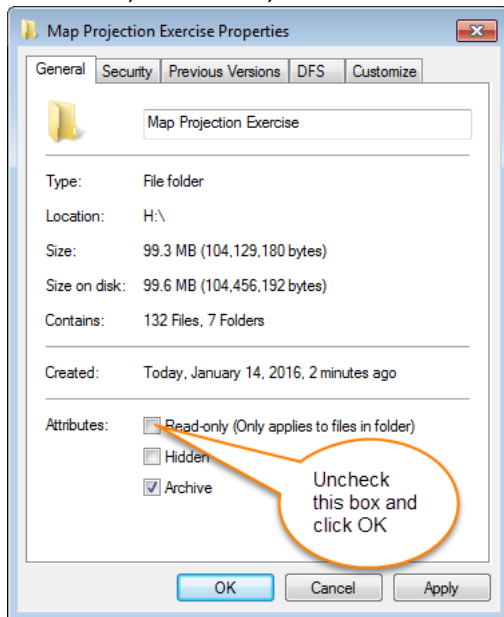 Map Projection Exercise Properties
General Security Previous Versions DFS Customize
Map Projection Exercise
Type: File folder
Location: H:\
Size: 99.3 MB (104,129,180 bytes)
Size on disk: 99.6 MB (104,456,192 bytes)
Contains: 132 Files, 7 Folders
Created: Today, January 14, 2016, 2 minutes ago
Attributes: Read-only (Only applies to files in folder)
Hidden
Archive
Uncheck
this box and
click OK
OK Cancel Apply